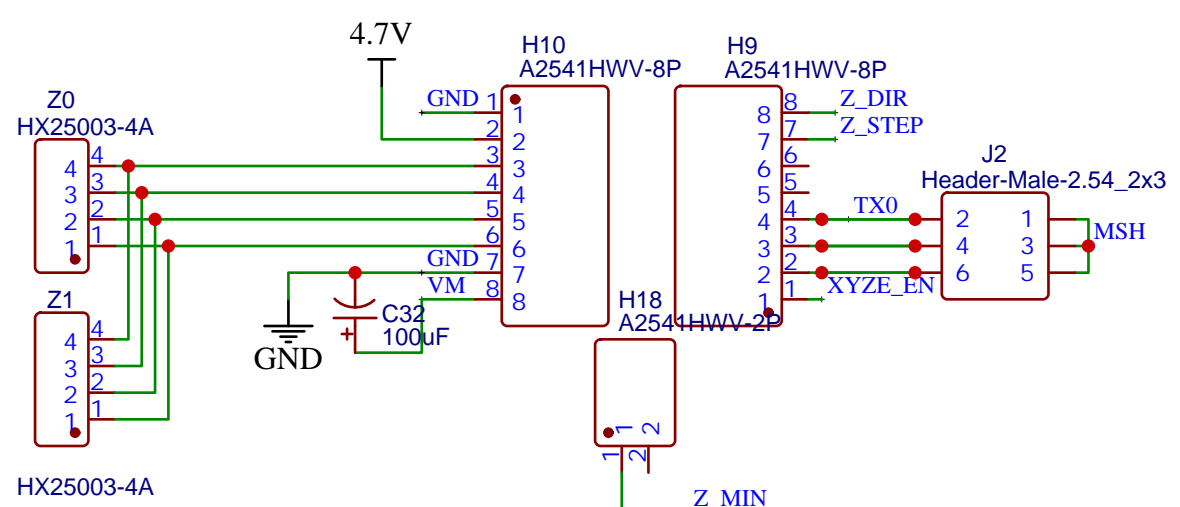 4.7V
H10
A2541HWV-8P
H9
A2541HWV-8P
Z0
HX25003-4A
GND 1 1
2 2
3 3
4 4
5 5
6 6
GND 7 7
VM 8 8
8 8 Z_DIR
7 7 Z_STEP
6 6
5 5
4 4 TX0
3 3
2 2 XYZE_EN
1 1
J2
Header-Male-2.54_2x3
2 1
4 3
6 5
MSH
4 4
3 3
2 2
1 1
Z1
4 4
3 3
2 2
1 1
HX25003-4A
GND
C32
100uF
H18
A2541HWV-2P
1 2
1 2
Z_MIN